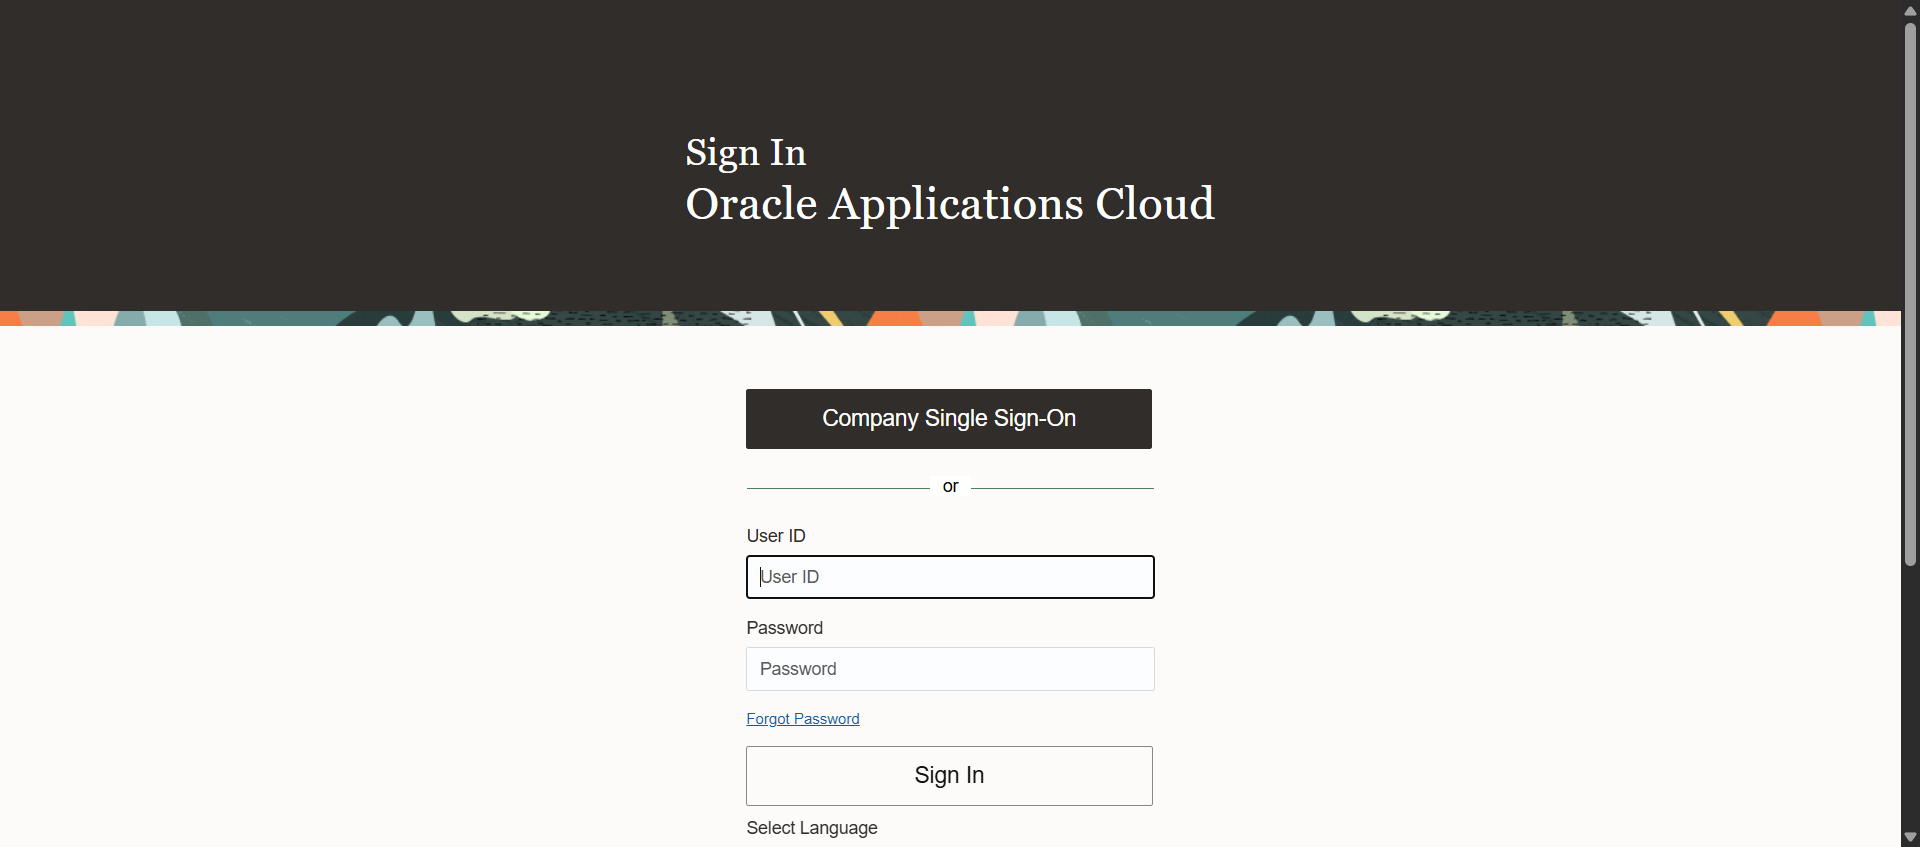 Sign In
Oracle Applications Cloud
Company Single Sign-On
or
User ID
User ID
Password
Password
Forgot Password
Sign In
Select Language